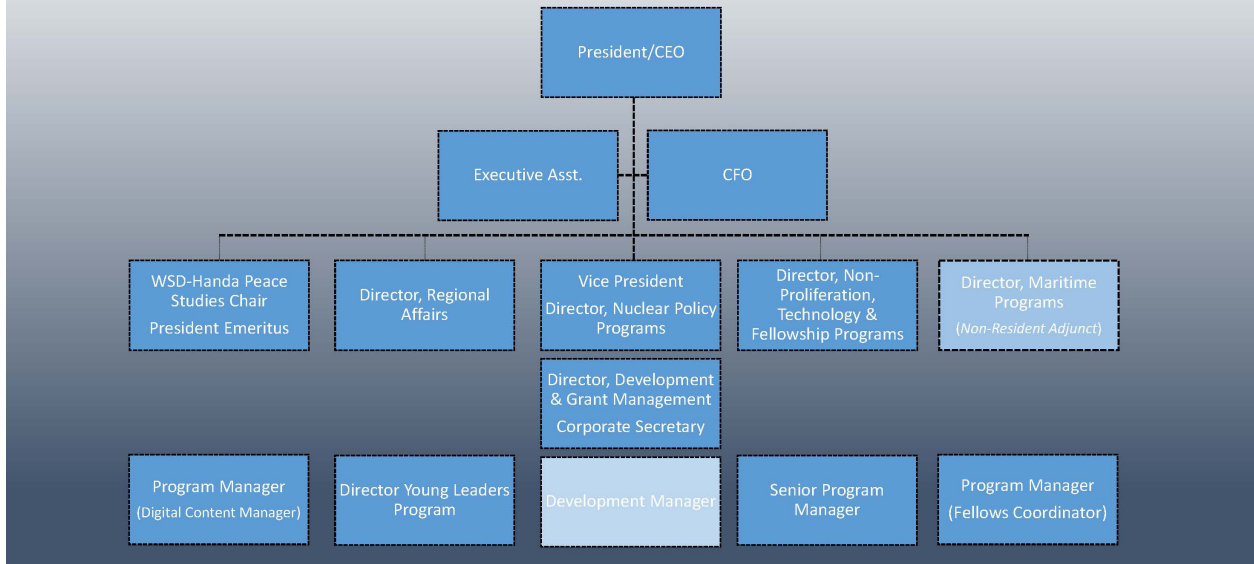 President/CEO
Executive Asst.
CFO
WSD-Handa Peace
Studies Chair
President Emeritus
Director, Regional
Affairs
Vice President
Director, Nuclear Policy
Programs
Director, Non-
Proliferation,
Technology &
Fellowship Programs
Director, Maritime
Programs
(Non-Resident Adjunct)
Director, Development
& Grant Management
Corporate Secretary
Program Manager
(Digital Content Manager)
Director Young Leaders
Program
Development Manager
Senior Program
Manager
Program Manager
(Fellows Coordinator)